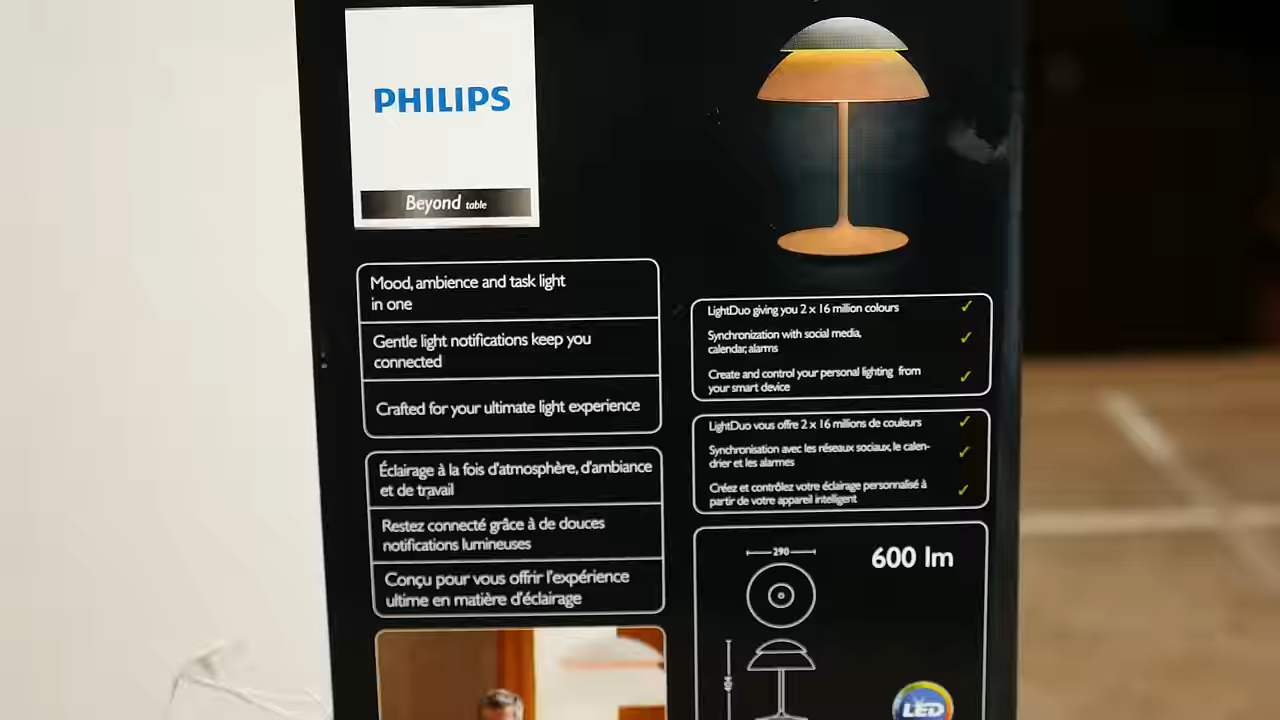 PHILIPS
Beyond table
Mood, ambience and task light
in one
Gentle light notifications keep you
connected
Crafted for your ultimate light experience
Éclairage à la fois d'atmosphère, d'ambiance
et de travail
Restez connecté grâce à de douces
notifications lumineuses
Conçu pour vous offrir l'expérience
ultime en matière d'éclairage
LightDuo giving you 2 x 16 million colours
Synchronization with social media,
calendar, alarms
Create and control your personal lighting from
your smart device
LightDuo vous offre 2 x 16 millions de couleurs
Synchronisation avec les réseaux sociaux, le calen-
drier et les alarmes
Créez et contrôlez votre éclairage personnalisé à
partir de votre appareil intelligent
290
600 lm
LED